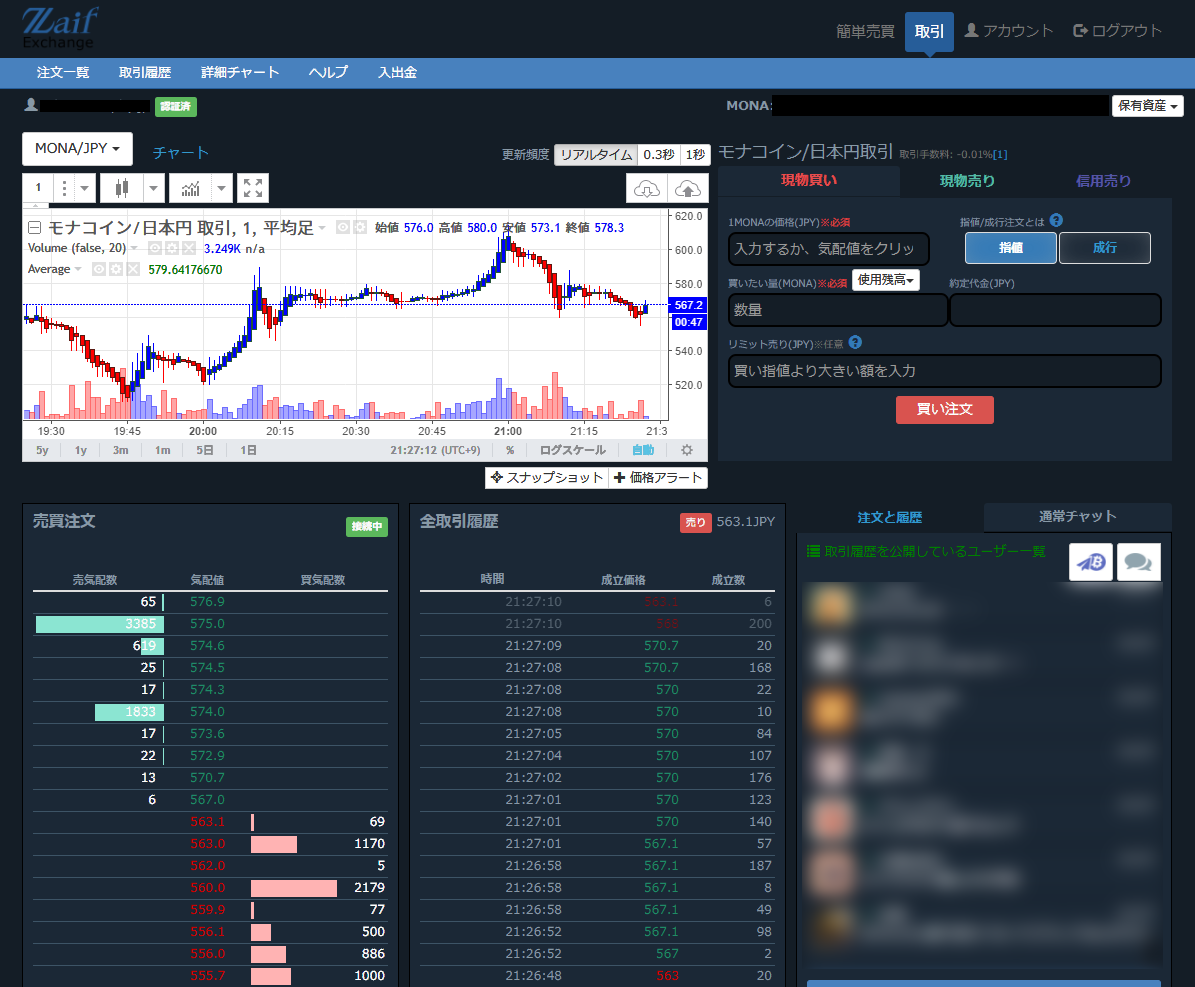 Zaif
Exchange
簡単売買 取引 アカウント ログアウト
注文一覧 取引履歴 詳細チャート ヘルプ 入出金
認証済
MONA: 保有資産
MONA/JPY チャート
更新頻度 リアルタイム 0.3秒 1秒
1
モナコイン/日本円 取引, 1, 平均足 始値 576.0 高値 580.0 安値 573.1 終値 578.3
Volume (false, 20) 3.249K n/a
Average 579.64176670
620.0
600.0
580.0
567.2
00:47
540.0
520.0
19:30 19:45 20:00 20:15 20:30 20:45 21:00 21:15 21:3
5y 1y 3m 1m 5日 1日 21:27:12 (UTC+9) % ログスケール 自動
スナップショット 価格アラート
モナコイン/日本円取引 取引手数料: -0.01%[1]
現物買い 現物売り 信用売り
1MONAの価格(JPY)※必須 指値/成行注文とは
入力するか、気配値をクリッ 指値 成行
買いたい量(MONA)※必須 使用残高 約定代金(JPY)
数量
リミット売り(JPY)※任意
買い指値より大きい額を入力
買い注文
売買注文 接続中
売気配数 気配値 買気配数
65 576.9
3385 575.0
619 574.6
25 574.5
17 574.3
1833 574.0
17 573.6
22 572.9
13 570.7
6 567.0
563.1 69
563.0 1170
562.0 5
560.0 2179
559.9 77
556.1 500
556.0 886
555.7 1000
全取引履歴 売り 563.1JPY
時間 成立価格 成立数
21:27:10 563.1 6
21:27:10 566 200
21:27:09 570.7 20
21:27:08 570.7 168
21:27:08 570 22
21:27:08 570 10
21:27:05 570 84
21:27:04 570 107
21:27:02 570 176
21:27:01 570 123
21:27:01 570 140
21:27:01 567.1 57
21:26:58 567.1 187
21:26:58 567.1 8
21:26:58 567.1 49
21:26:52 567.1 98
21:26:52 567 2
21:26:48 563 20
注文と履歴 通常チャット
取引履歴を公開しているユーザー一覧